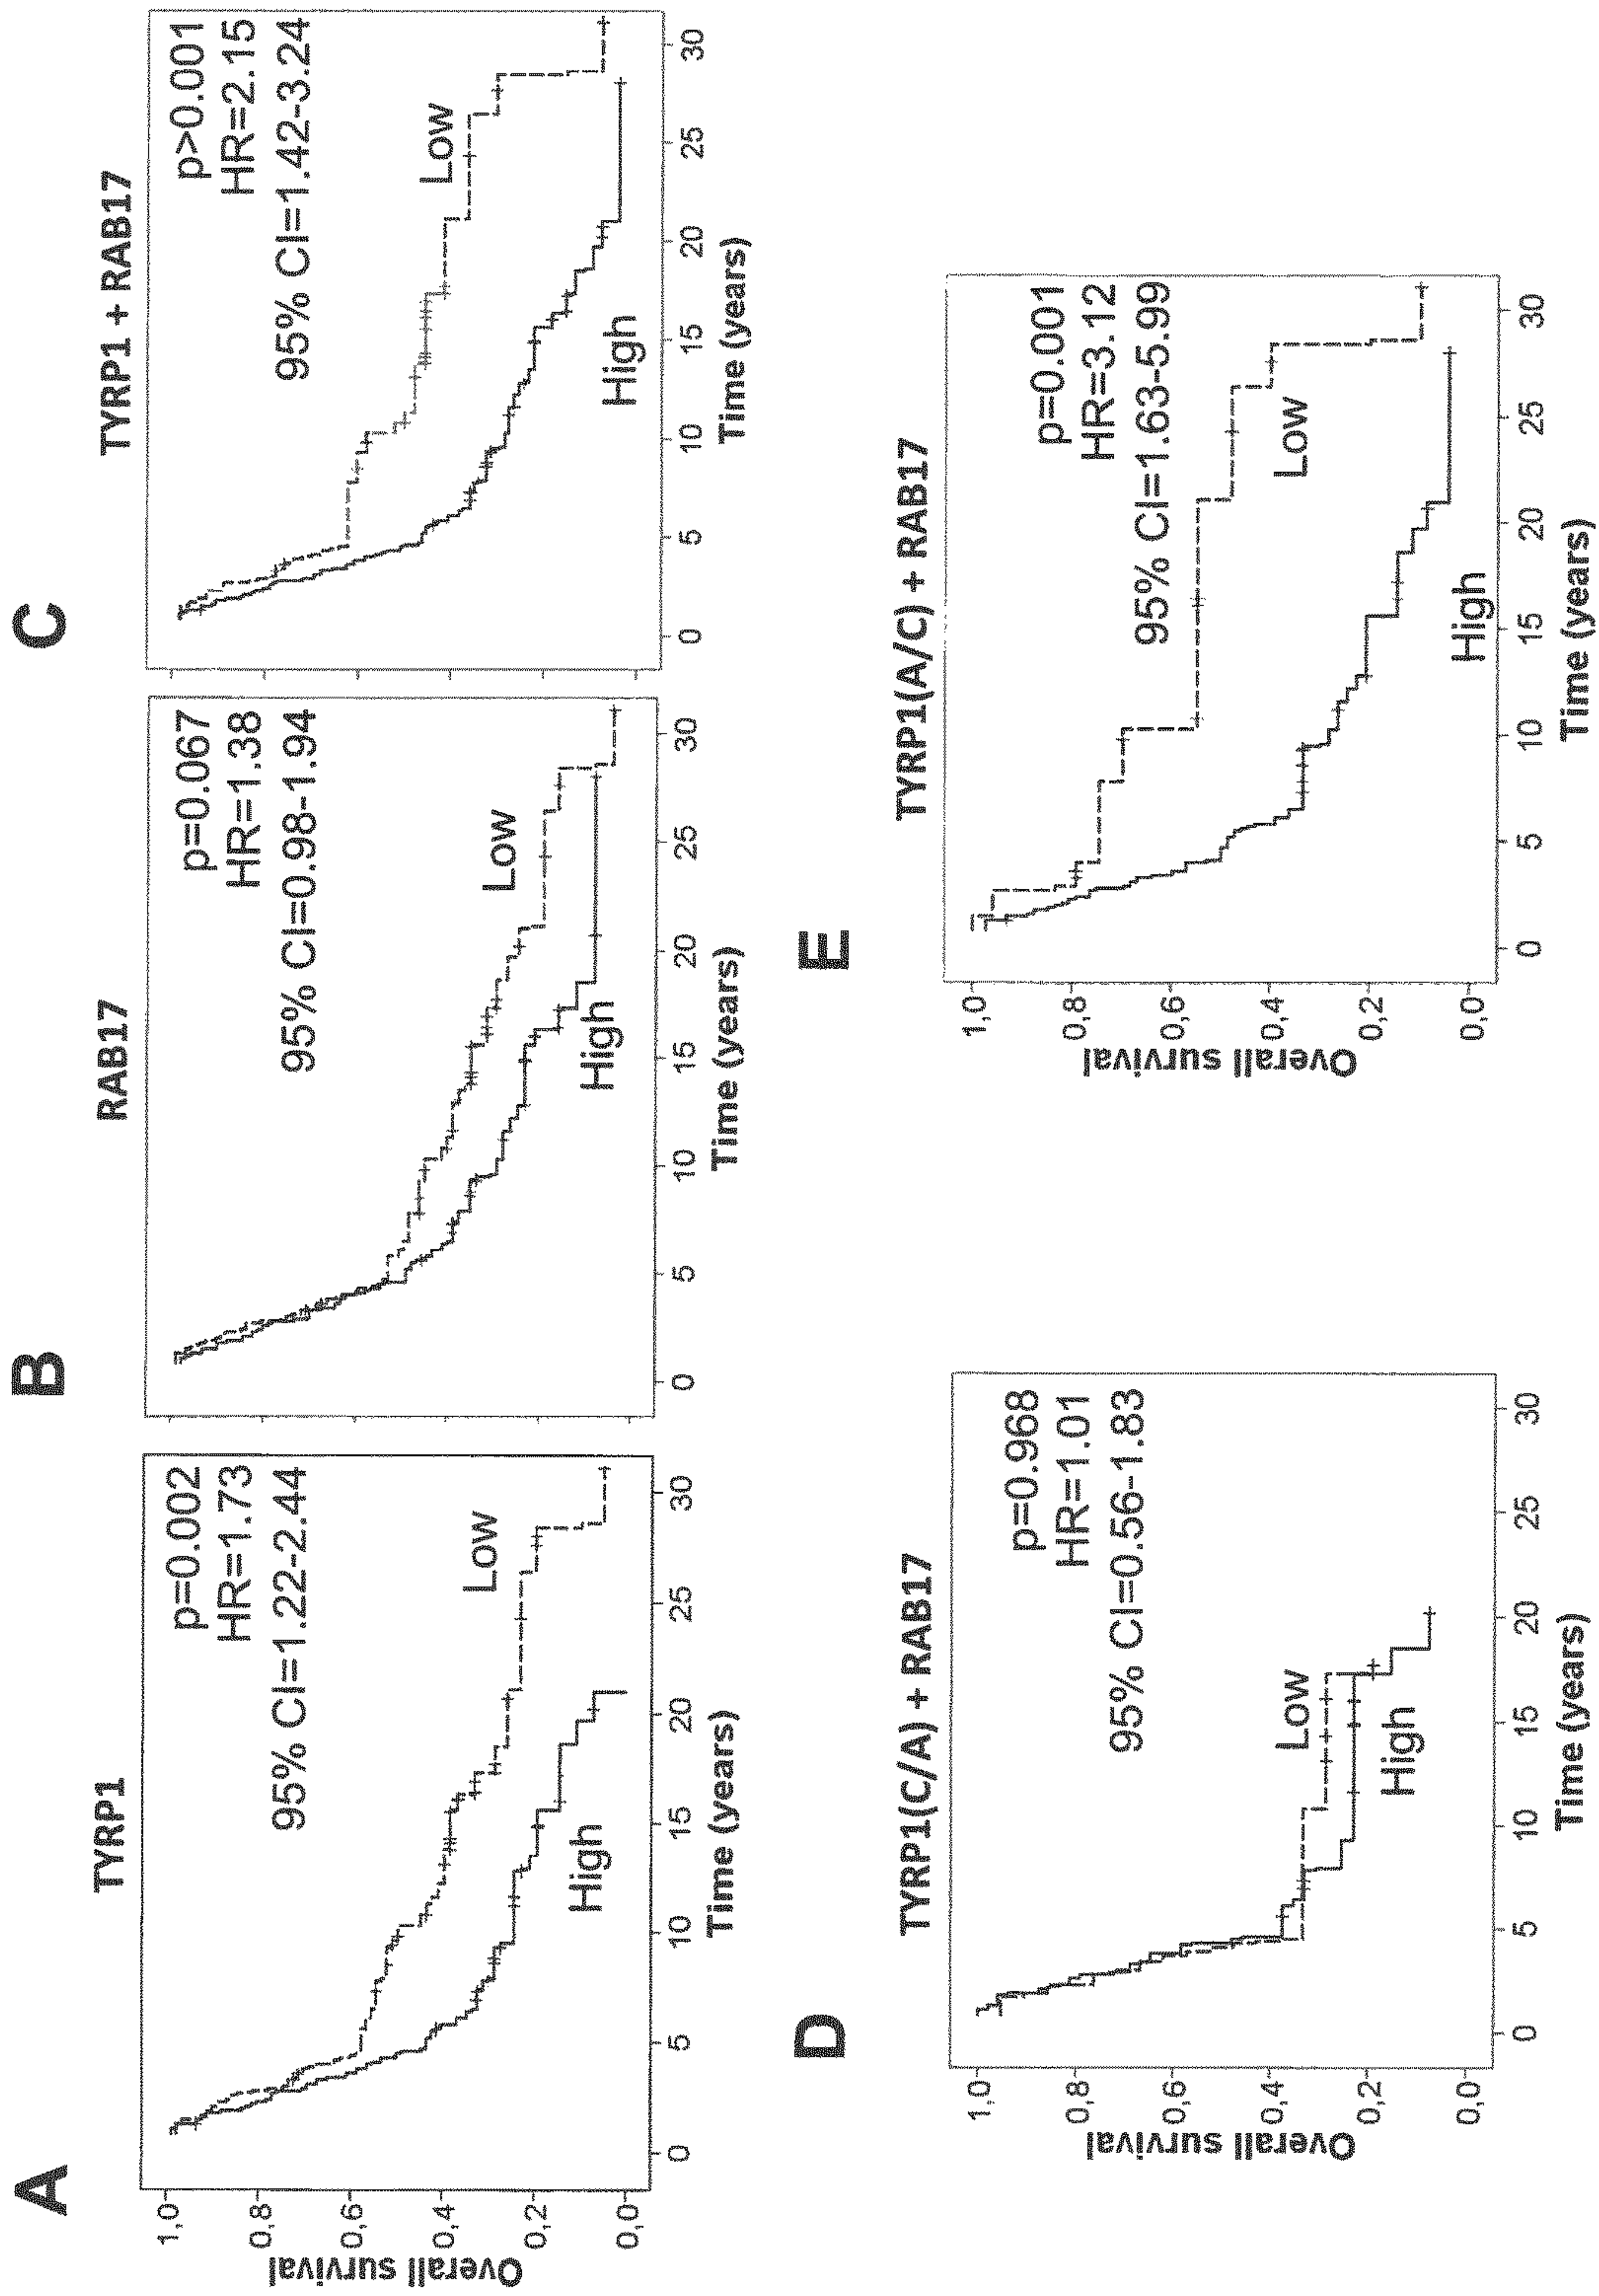 A
TYRP1
p=0.002
HR=1.73
95% CI=1.22-2.44
Low
High
Overall survival
1,0
0,8
0,6
0,4
0,2
0,0
0 5 10 15 20 25 30
Time (years)
B
RAB17
p=0.067
HR=1.38
95% CI=0.98-1.94
Low
High
0 5 10 15 20 25 30
Time (years)
C
TYRP1 + RAB17
p>0.001
HR=2.15
95% CI=1.42-3.24
Low
High
0 5 10 15 20 25 30
Time (years)
D
TYRP1(C/A) + RAB17
p=0.968
HR=1.01
95% CI=0.56-1.83
Low
High
Overall survival
1,0
0,8
0,6
0,4
0,2
0,0
0 5 10 15 20 25 30
Time (years)
E
TYRP1(A/C) + RAB17
p=0.001
HR=3.12
95% CI=1.63-5.99
Low
High
Overall survival
1,0
0,8
0,6
0,4
0,2
0,0
0 5 10 15 20 25 30
Time (years)